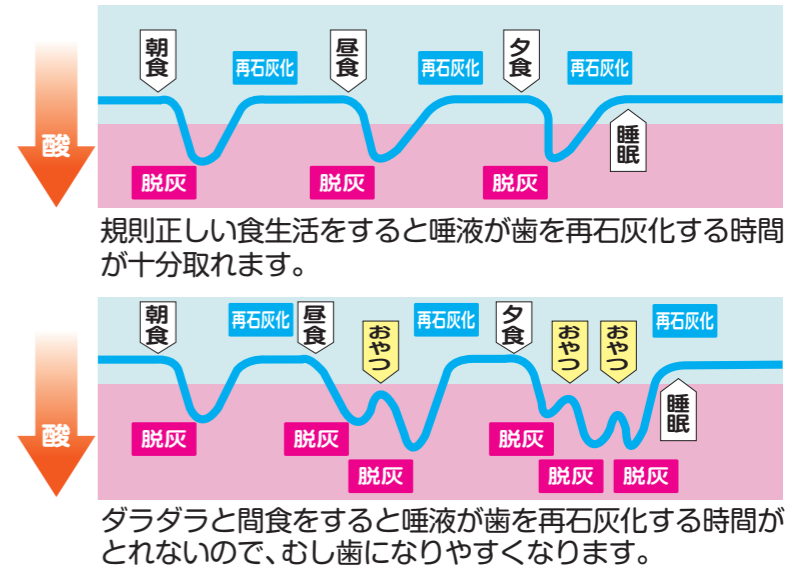 朝食
再石灰化
昼食
再石灰化
夕食
再石灰化
酸
睡眠
脱灰
脱灰
脱灰
規則正しい食生活をすると唾液が歯を再石灰化する時間
が十分取れます。
朝食
再石灰化
昼食
おやつ
再石灰化
夕食
おやつ
おやつ
再石灰化
酸
睡眠
脱灰
脱灰
脱灰
脱灰
脱灰
脱灰
ダラダラと間食をすると唾液が歯を再石灰化する時間が
とれないので、むし歯になりやすくなります。